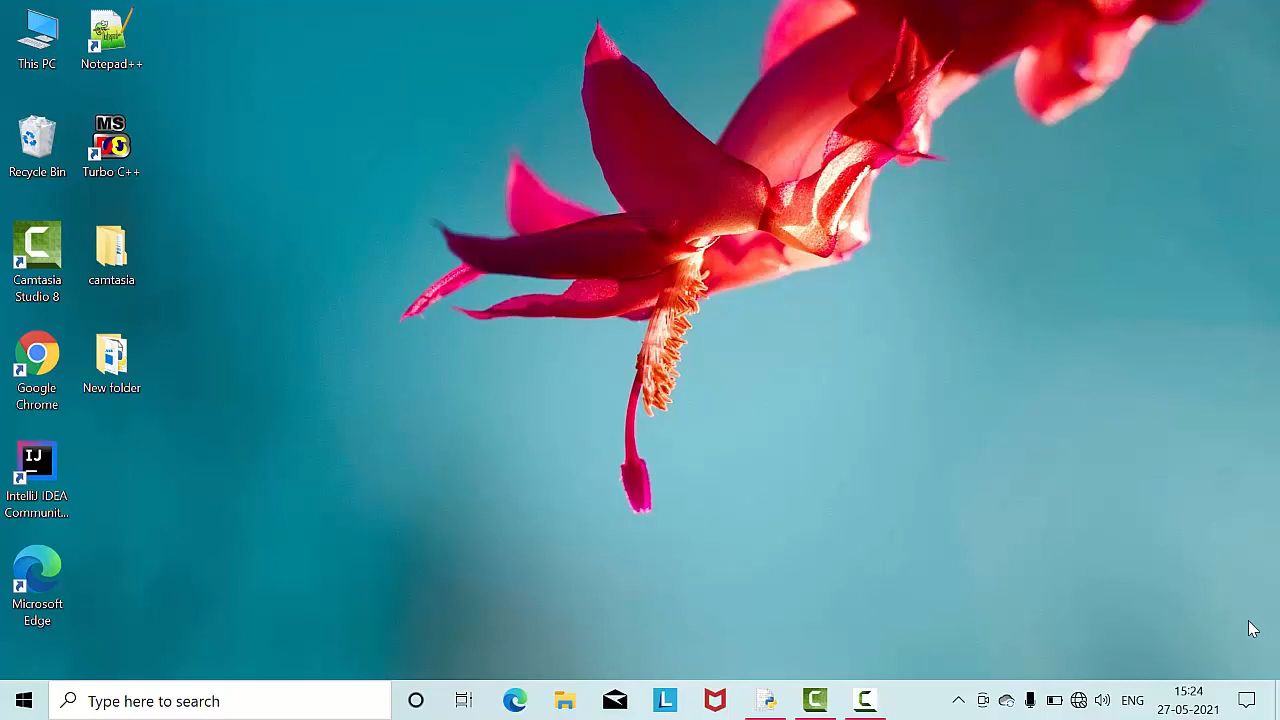 This PC
Notepad++
Recycle Bin
MS
Turbo C++
Camtasia
Studio 8
camtasia
Google
Chrome
New folder
IJ
IntelliJ IDEA
Communit...
Microsoft
Edge
Type here to search
L
ENG
15:24
27-05-2021